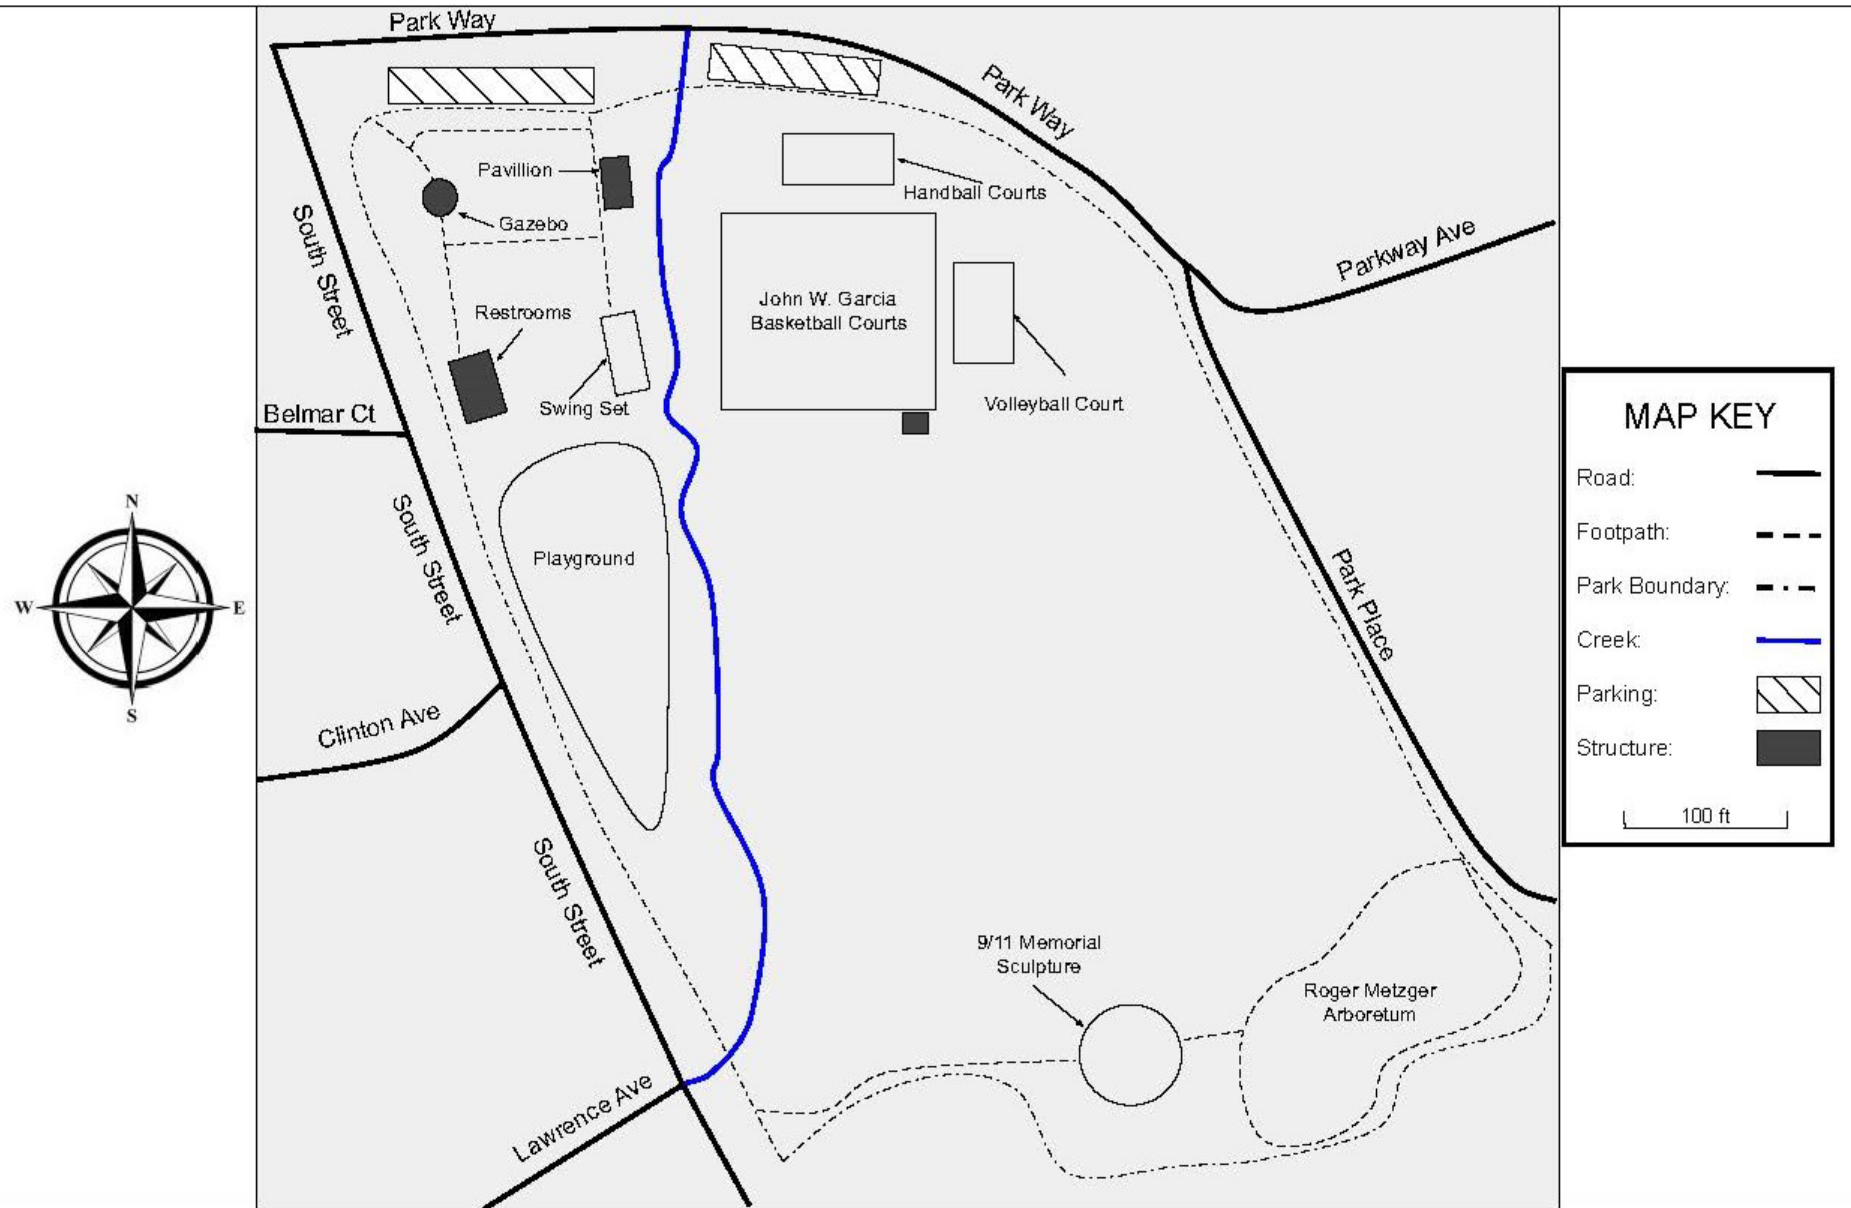 Park Way
Park Way
Parkway Ave
Pavillion
Handball Courts
Gazebo
South Street
John W. Garcia
Basketball Courts
Restrooms
Swing Set
Volleyball Court
Belmar Ct
South Street
Playground
Park Place
Clinton Ave
South Street
9/11 Memorial
Sculpture
Roger Metzger
Arboretum
Lawrence Ave
N
W
E
S
MAP KEY
Road:
Footpath:
Park Boundary:
Creek:
Parking:
Structure:
100 ft